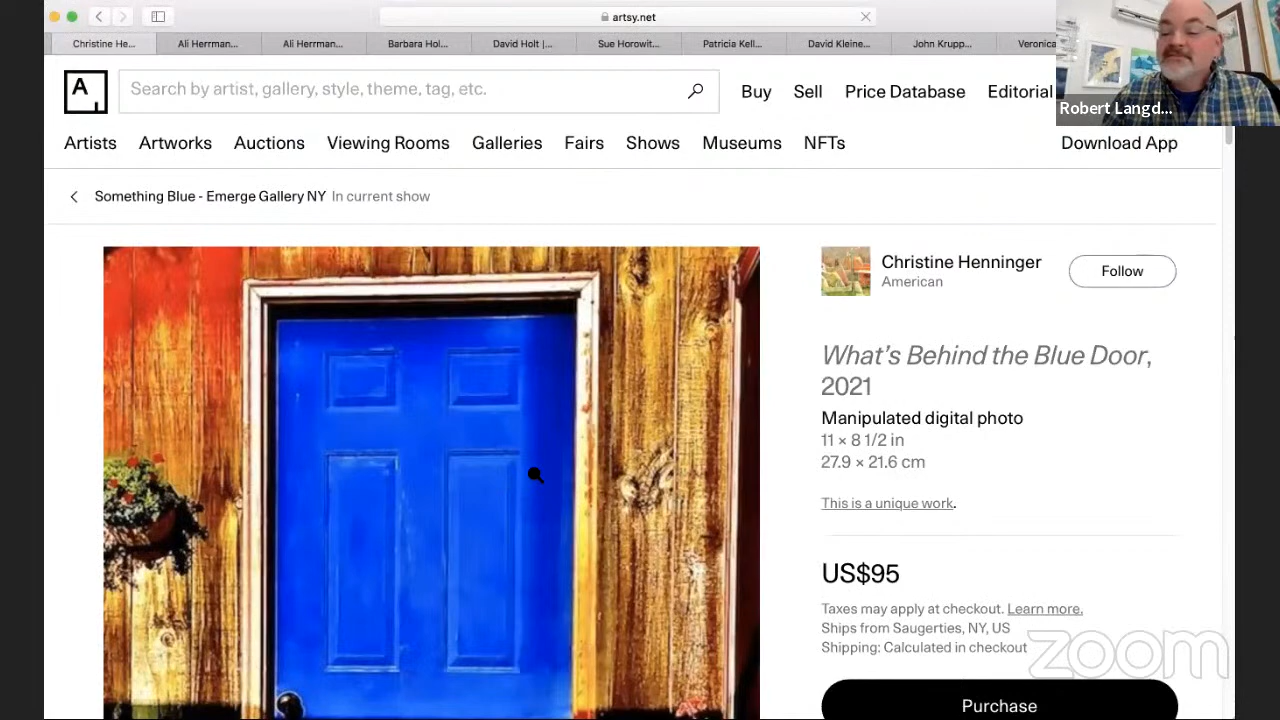 artsy.net
Christine He...
Ali Herrman...
Ali Herrman...
Barbara Hol...
David Holt |...
Sue Horowit...
Patricia Kell...
David Kleine...
John Krupp...
Veronica
Robert Langd...
A
Search by artist, gallery, style, theme, tag, etc.
Buy
Sell
Price Database
Editorial
Artists
Artworks
Auctions
Viewing Rooms
Galleries
Fairs
Shows
Museums
NFTs
Download App
Something Blue - Emerge Gallery NY In current show
Christine Henninger
American
Follow
What's Behind the Blue Door,
2021
Manipulated digital photo
11 × 8 1/2 in
27.9 × 21.6 cm
This is a unique work.
US$95
Taxes may apply at checkout. Learn more.
Ships from Saugerties, NY, US
Shipping: Calculated in checkout
zoom
Purchase